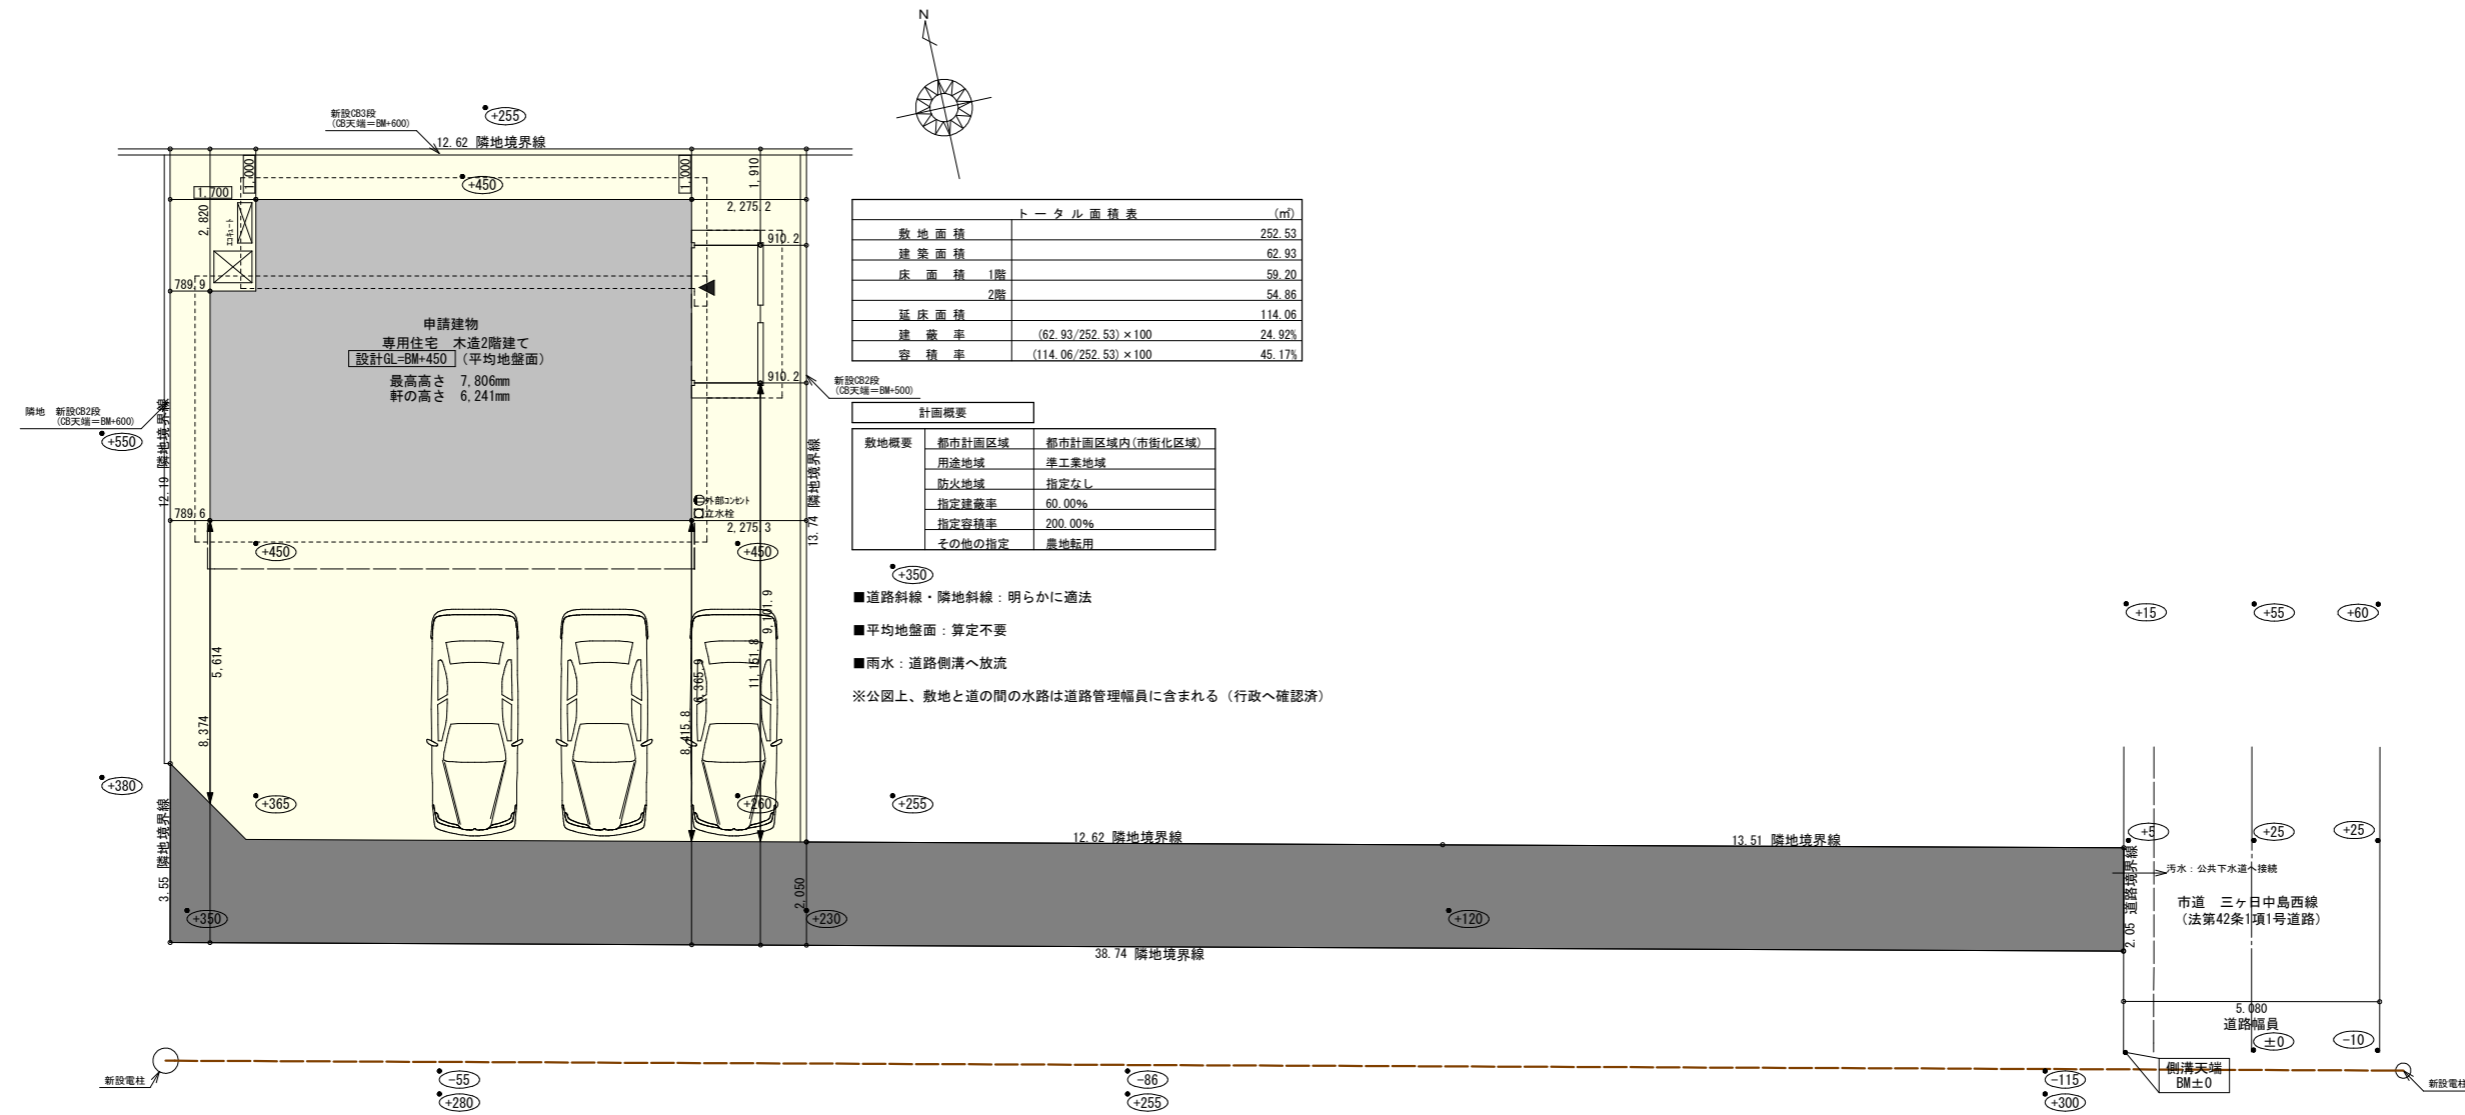 N
+255
新設CB3段
(CB天端=BM+600)
12.62 隣地境界線
1,700
1,000
1,000
1,910
+450
2,820
2,275.2
エコキュート
910.2
789.9
申請建物
専用住宅 木造2階建て
設計GL=BM+450 (平均地盤面)
最高高さ 7,806mm
軒の高さ 6,241mm
910.2
新設CB2段
(CB天端=BM+500)
隣地 新設CB2段
(CB天端=BM+600)
+550
12.19 隣地境界線
13.74 隣地境界線
789.6
外部コンセント
立水栓
2,275.3
+450
+450
トータル面積表 (㎡)
敷地面積 252.53
建築面積 62.93
床面積 1階 59.20
2階 54.86
延床面積 114.06
建蔽率 (62.93/252.53)×100 24.92%
容積率 (114.06/252.53)×100 45.17%
計画概要
敷地概要 都市計画区域 都市計画区域内(市街化区域)
用途地域 準工業地域
防火地域 指定なし
指定建蔽率 60.00%
指定容積率 200.00%
その他の指定 農地転用
+350
■道路斜線・隣地斜線：明らかに適法
■平均地盤面：算定不要
■雨水：道路側溝へ放流
※公図上、敷地と道の間の水路は道路管理幅員に含まれる（行政へ確認済）
+15
+55
+60
5,614
8,374
8,415.8
6,365.9
11,151.8
9,101.9
+380
+365
+260
+255
12.62 隣地境界線
13.51 隣地境界線
+5
+25
+25
3.55 隣地境界線
2,050
2.05 道路境界線
汚水：公共下水道へ接続
市道 三ヶ日中島西線
(法第42条1項1号道路)
+350
+230
+120
38.74 隣地境界線
5.080
道路幅員
±0
-10
側溝天端
BM±0
新設電柱
新設電柱
-55
+280
-86
+255
-115
+300